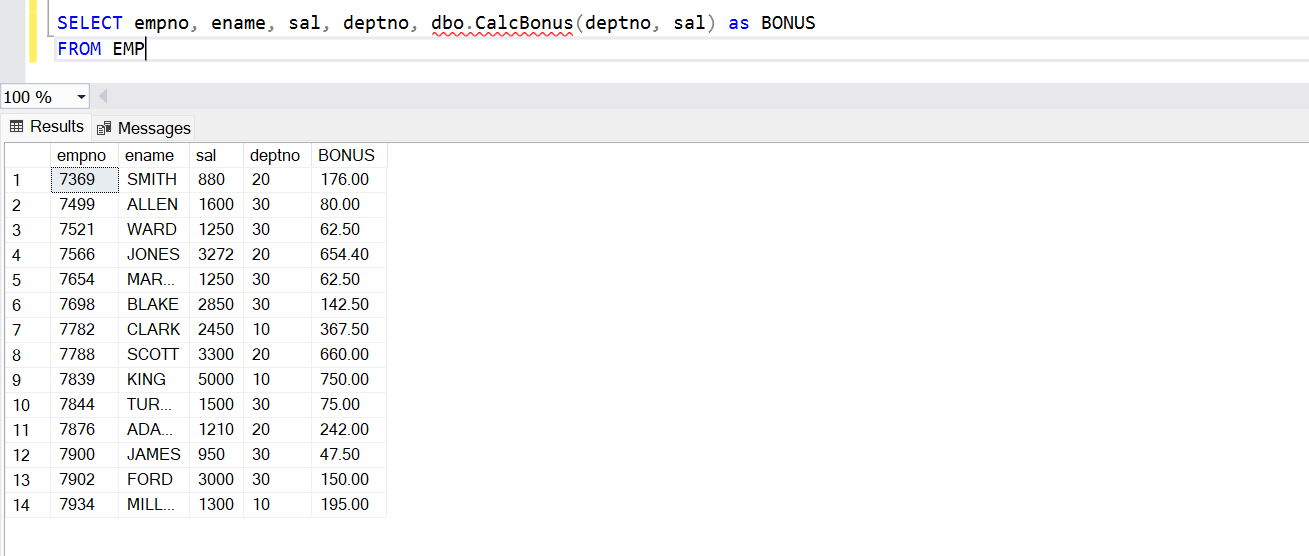 SELECT empno, ename, sal, deptno, dbo.CalcBonus(deptno, sal) as BONUS
FROM EMP
100 %
Results Messages
empno ename sal deptno BONUS
1 7369 SMITH 880 20 176.00
2 7499 ALLEN 1600 30 80.00
3 7521 WARD 1250 30 62.50
4 7566 JONES 3272 20 654.40
5 7654 MAR... 1250 30 62.50
6 7698 BLAKE 2850 30 142.50
7 7782 CLARK 2450 10 367.50
8 7788 SCOTT 3300 20 660.00
9 7839 KING 5000 10 750.00
10 7844 TUR... 1500 30 75.00
11 7876 ADA... 1210 20 242.00
12 7900 JAMES 950 30 47.50
13 7902 FORD 3000 30 150.00
14 7934 MILL... 1300 10 195.00